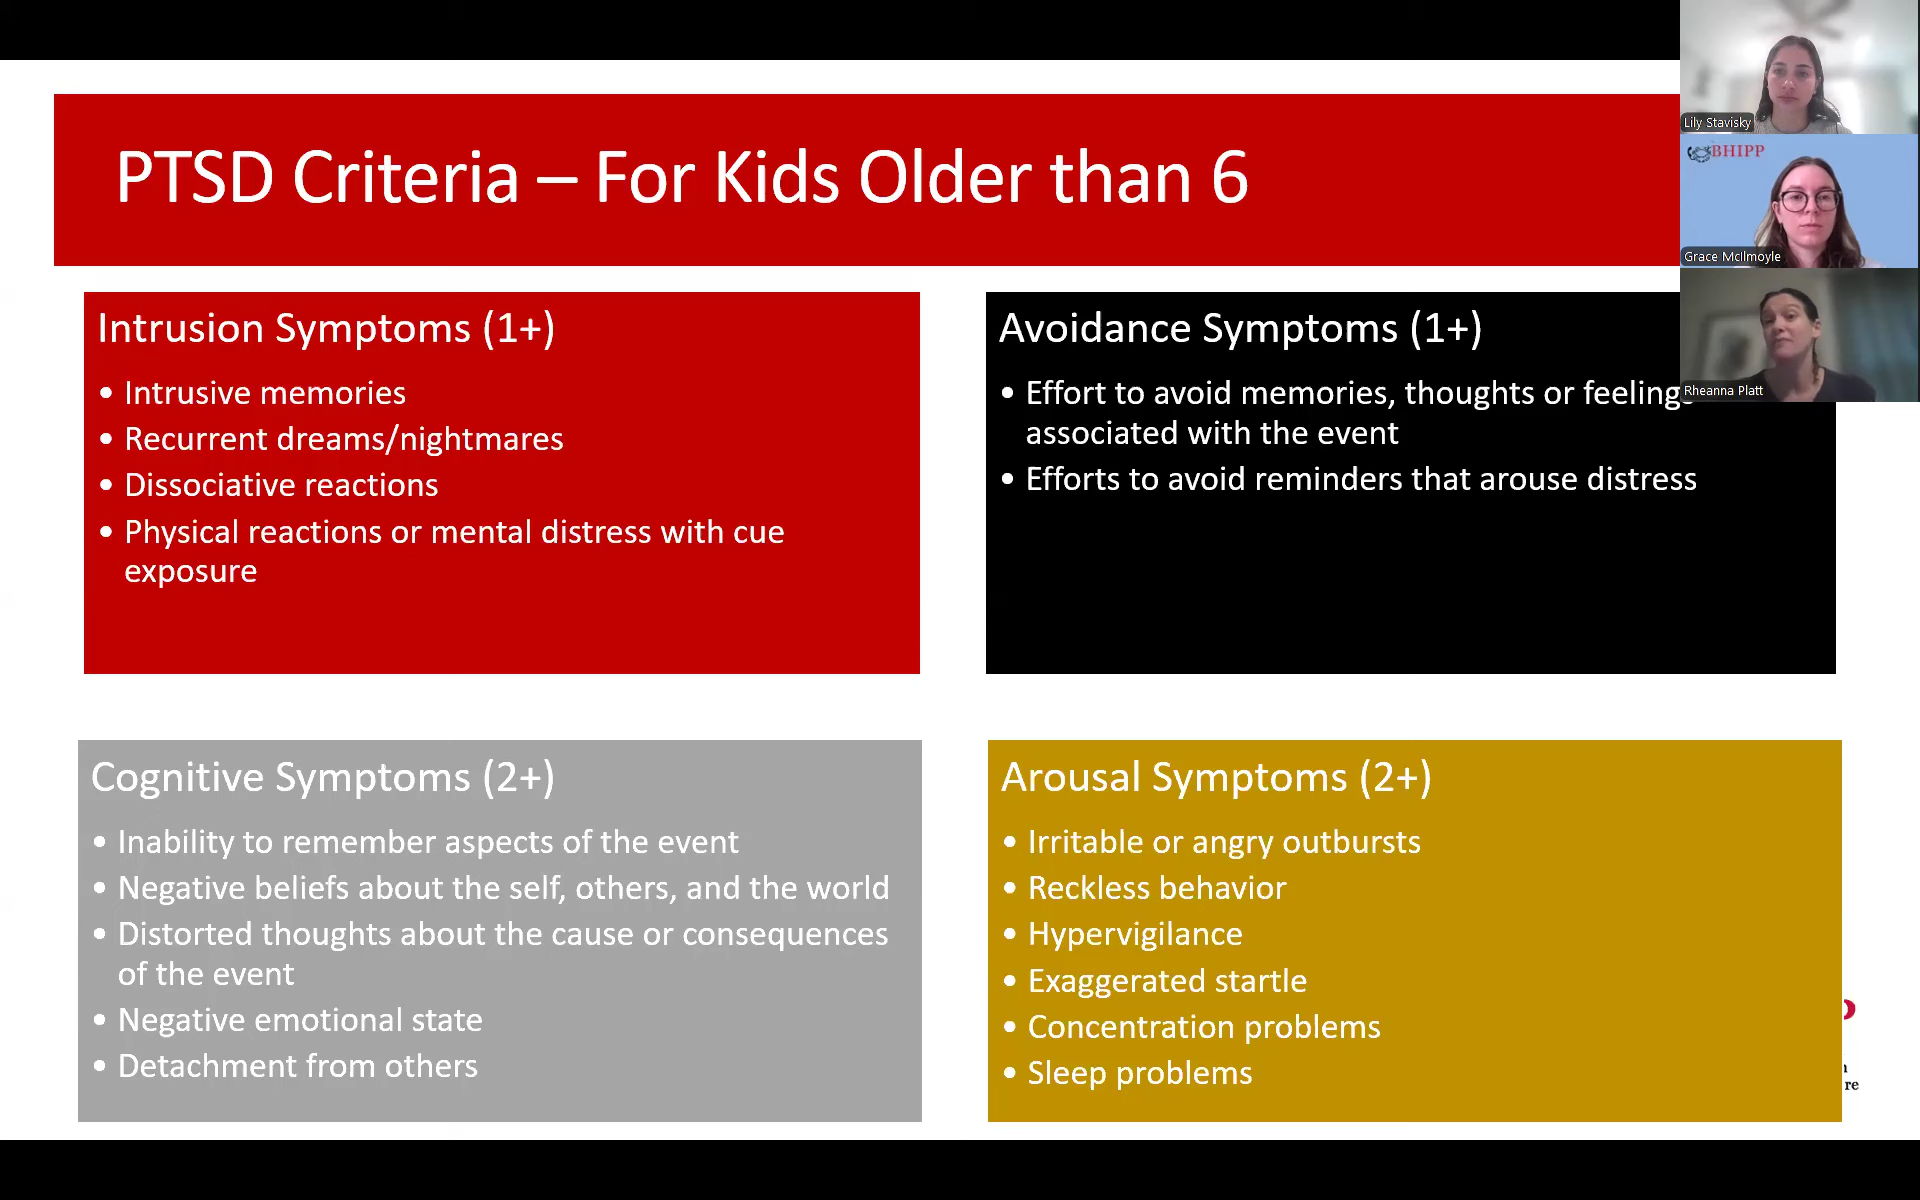 PTSD Criteria – For Kids Older than 6
Intrusion Symptoms (1+)
• Intrusive memories
• Recurrent dreams/nightmares
• Dissociative reactions
• Physical reactions or mental distress with cue
exposure
Avoidance Symptoms (1+)
• Effort to avoid memories, thoughts or feelings
associated with the event
• Efforts to avoid reminders that arouse distress
Cognitive Symptoms (2+)
• Inability to remember aspects of the event
• Negative beliefs about the self, others, and the world
• Distorted thoughts about the cause or consequences
of the event
• Negative emotional state
• Detachment from others
Arousal Symptoms (2+)
• Irritable or angry outbursts
• Reckless behavior
• Hypervigilance
• Exaggerated startle
• Concentration problems
• Sleep problems
Lily Stavisky
BHIPP
Grace McIlmoyle
Rheanna Platt